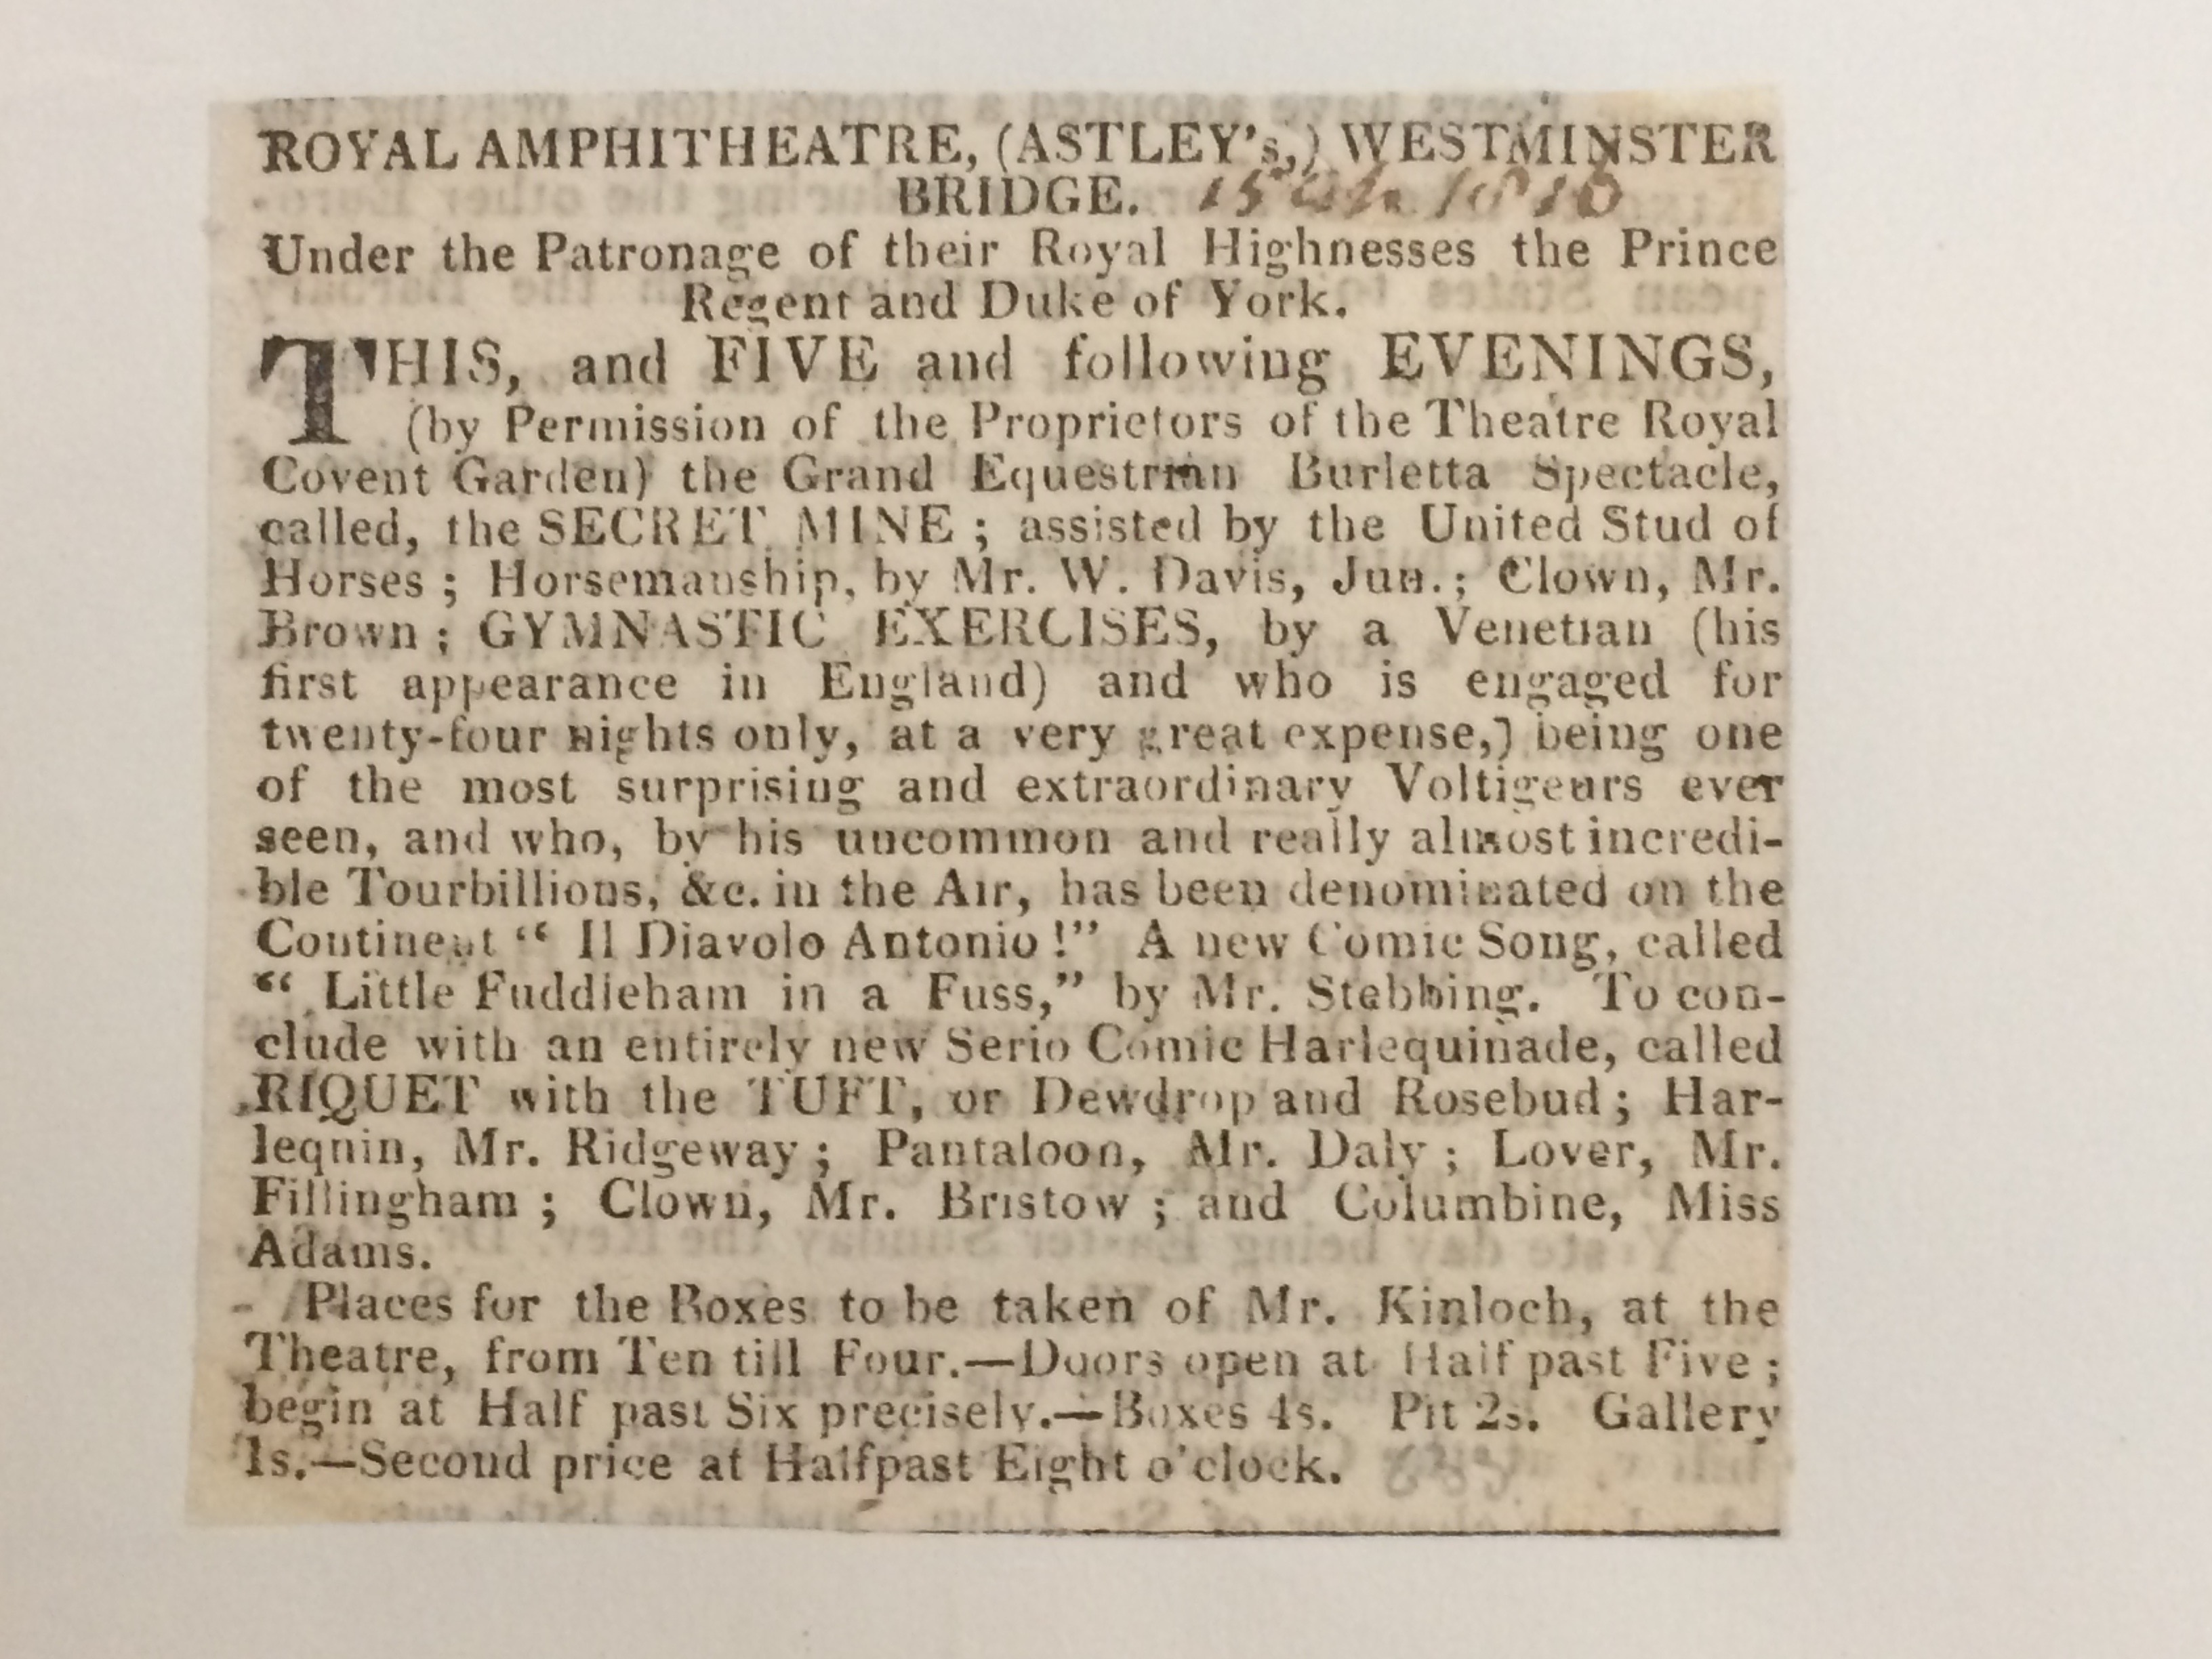 ROYAL AMPHITHEATRE, (ASTLEY's,) WESTMINSTER
BRIDGE. 15
Under the Patronage of their Royal Highnesses the Prince
Regent and Duke of York.
THIS, and FIVE and following EVENINGS,
(by Permission of the Proprietors of the Theatre Royal
Covent Garden) the Grand Equestrian Burletta Spectacle,
called, the SECRET MINE ; assisted by the United Stud of
Horses ; Horsemanship, by Mr. W. Davis, Jun.; Clown, Mr.
Brown ; GYMNASTIC EXERCISES, by a Venetian (his
first appearance in England) and who is engaged for
twenty-four nights only, at a very great expense,) being one
of the most surprising and extraordinary Voltigeurs ever
seen, and who, by his uncommon and really almost incredi-
ble Tourbillions, &c. in the Air, has been denominated on the
Continent “ Il Diavolo Antonio !” A new Comic Song, called
“ Little Fuddleham in a Fuss,” by Mr. Stebbing. To con-
clude with an entirely new Serio Comic Harlequinade, called
RIQUET with the TUFT, or Dewdrop and Rosebud ; Har-
lequin, Mr. Ridgeway ; Pantaloon, Mr. Daly ; Lover, Mr.
Fillingham ; Clown, Mr. Bristow ; and Columbine, Miss
Adams.
Places for the Boxes to be taken of Mr. Kinloch, at the
Theatre, from Ten till Four.—Doors open at Half past Five ;
begin at Half past Six precisely.—Boxes 4s. Pit 2s. Gallery
1s.—Second price at Halfpast Eight o'clock.